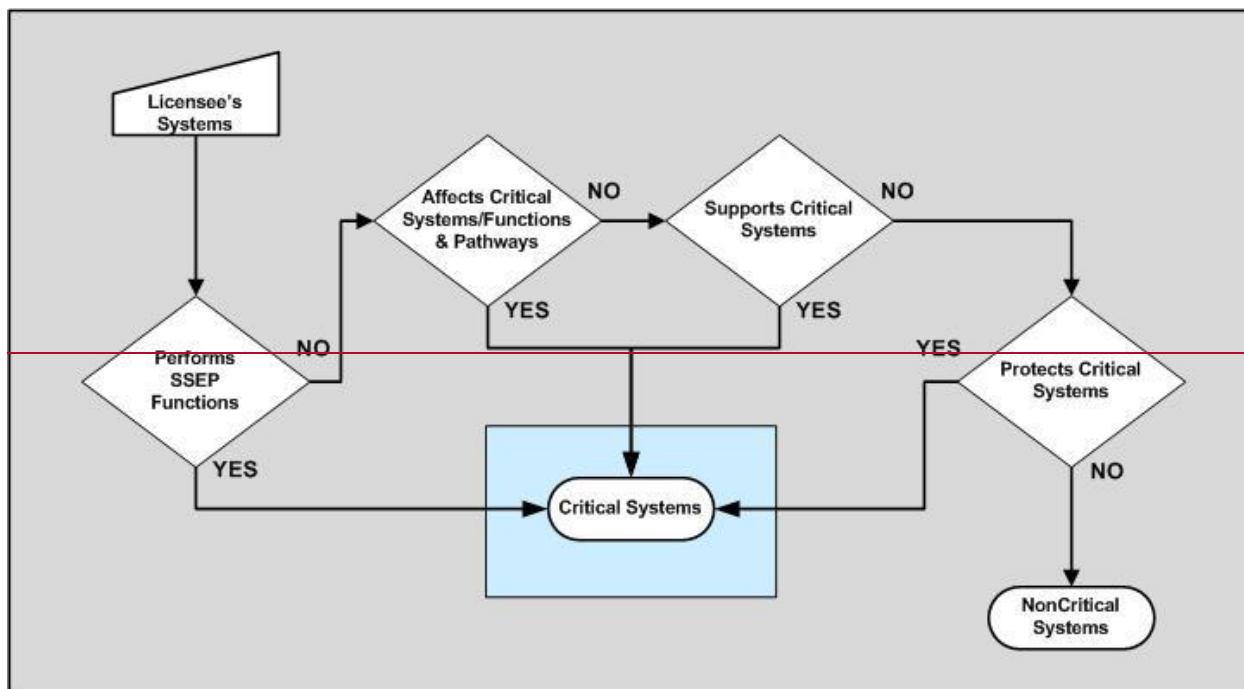 Licensee's
Systems
Affects Critical
Systems/Functions
& Pathways
NO
Supports Critical
Systems
NO
YES
YES
Performs
SSEP
Functions
NO
YES
YES
Protects Critical
Systems
NO
Critical Systems
NonCritical
Systems